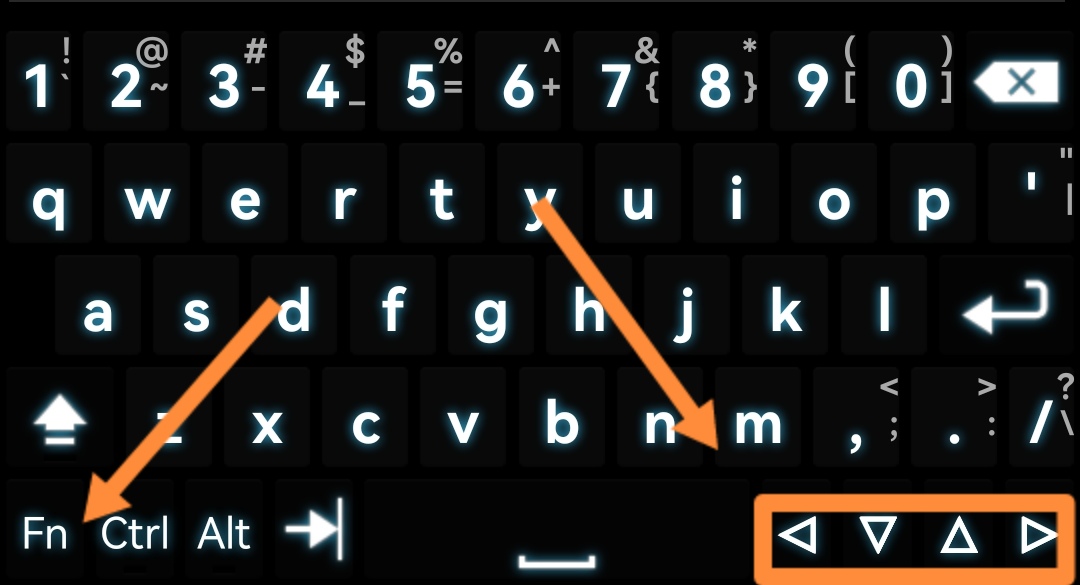 ! @ # $ % ^ & * ( )
1 ` 2 ~ 3 - 4 _ 5 = 6 + 7 { 8 } 9 [ 0 ]
q w e r t y u i o p ' " |
a s d f g h j k l
z x c v b n m , < ; . > : / ? \
Fn Ctrl Alt